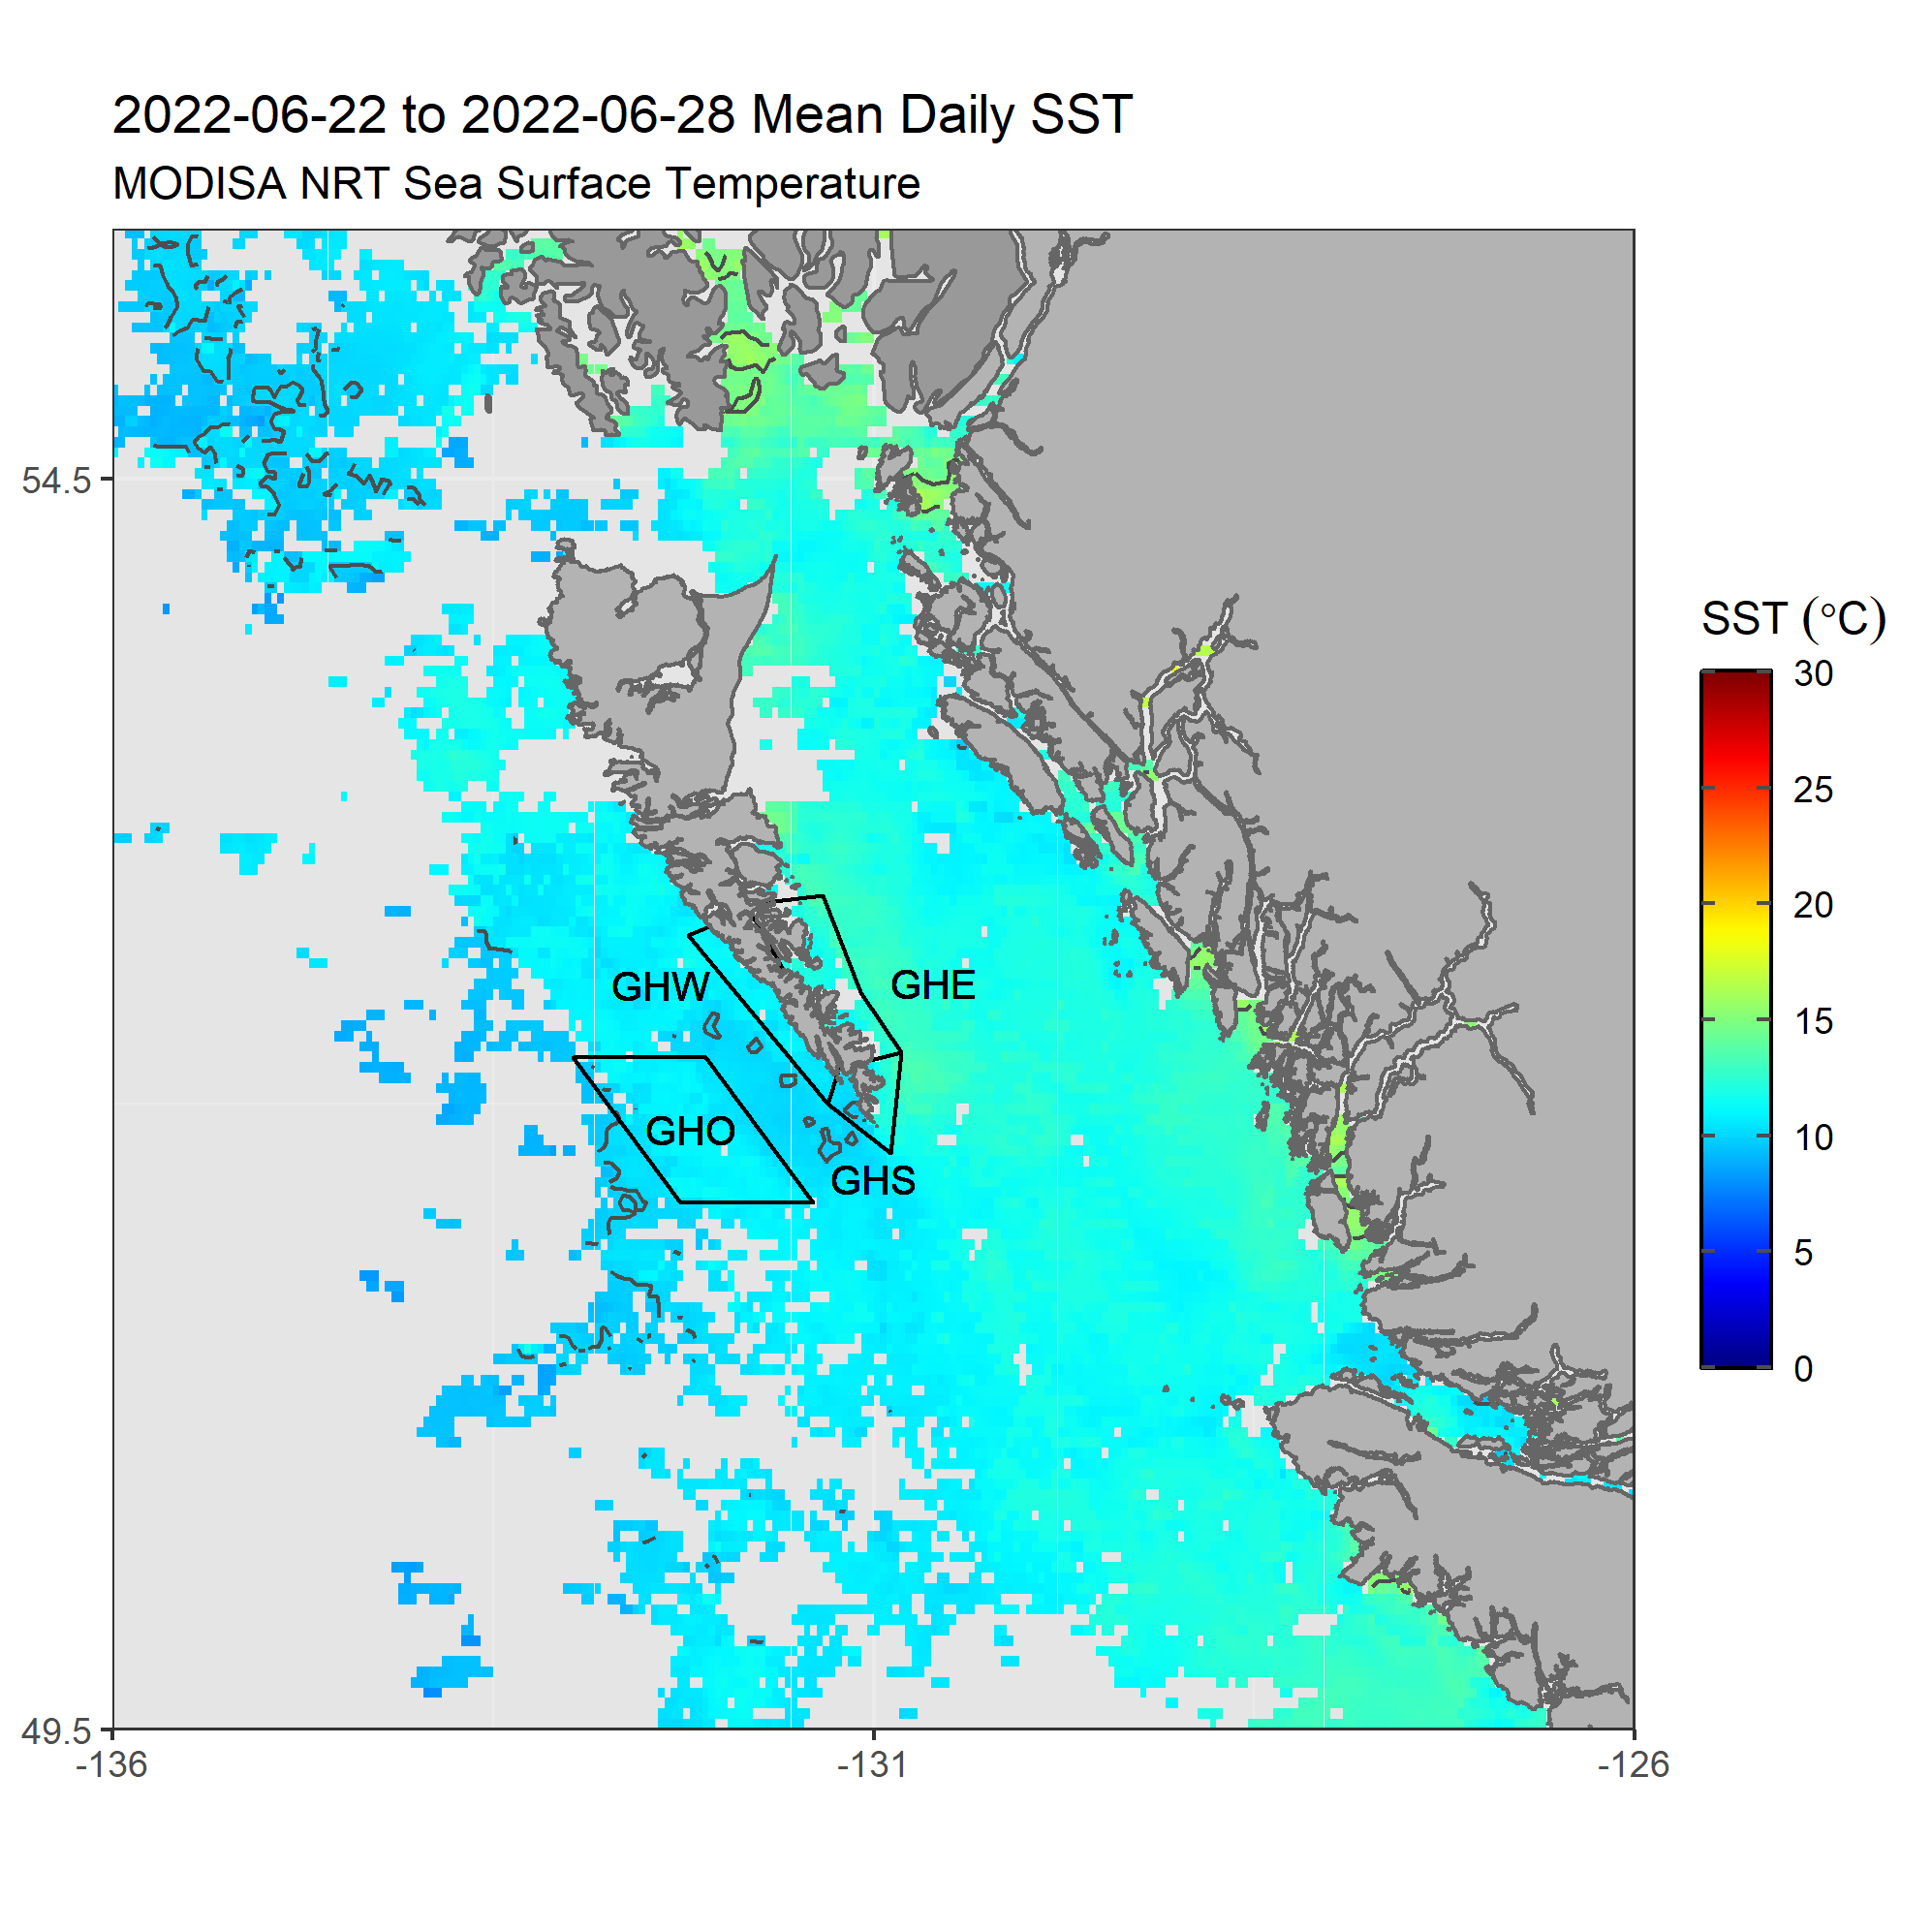 2022-06-22 to 2022-06-28 Mean Daily SST
MODISA NRT Sea Surface Temperature
54.5
49.5
-136
-131
-126
GHW
GHE
GHO
GHS
SST (°C)
30
25
20
15
10
5
0